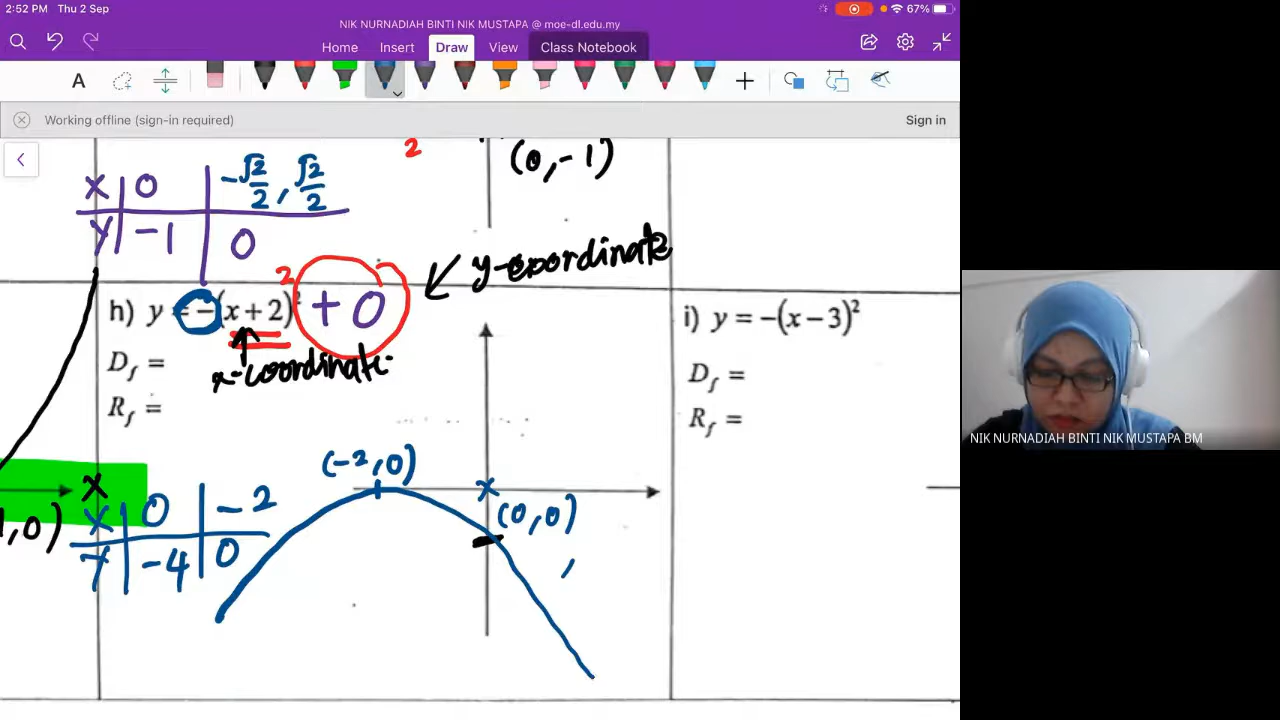 2:52 PM Thu 2 Sep
67%
NIK NURNADIAH BINTI NIK MUSTAPA @ moe-dl.edu.my
Home Insert Draw View Class Notebook
A
Working offline (sign-in required) Sign in
2
(0,-1)
x 0 -√2/2, √2/2
y -1 0
y-coordinate
2
h) y = -(x + 2)² + 0
x-coordinate
D_f =
R_f =
i) y = -(x - 3)²
D_f =
R_f =
(-2,0)
x
x
(0,0)
1,0)
x 0 -2
y -4 0
NIK NURNADIAH BINTI NIK MUSTAPA BM